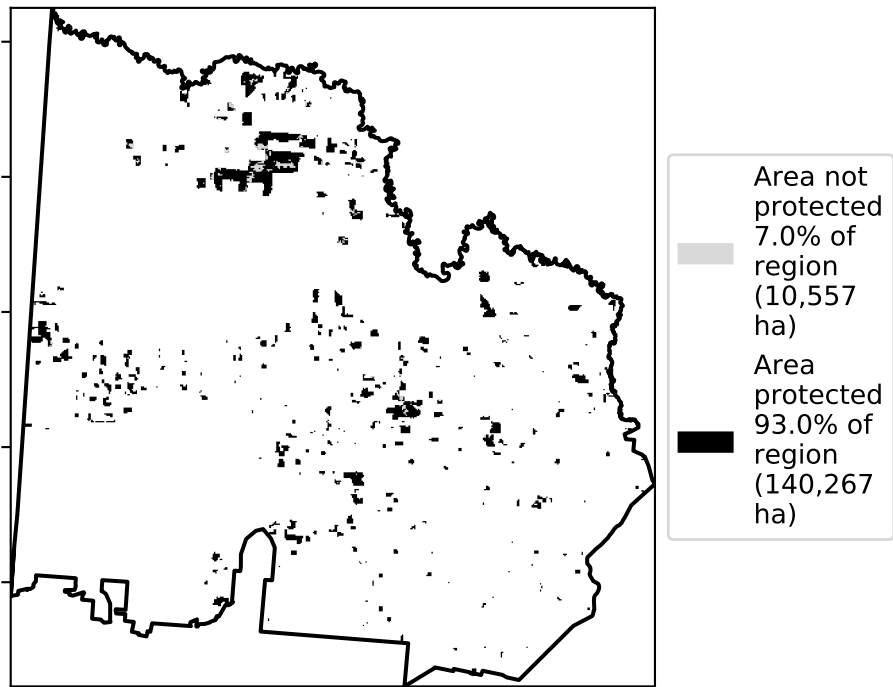 Area not
protected
7.0% of
region
(10,557
ha)
Area
protected
93.0% of
region
(140,267
ha)